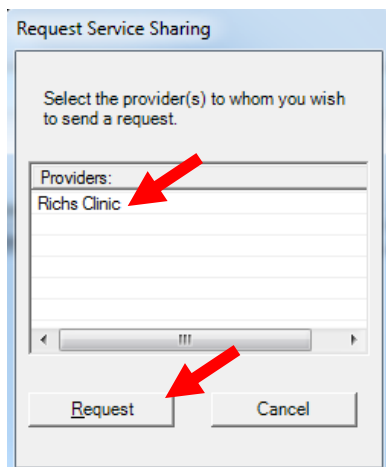 Request Service Sharing
Select the provider(s) to whom you wish
to send a request.
Providers:
Richs Clinic
Request
Cancel